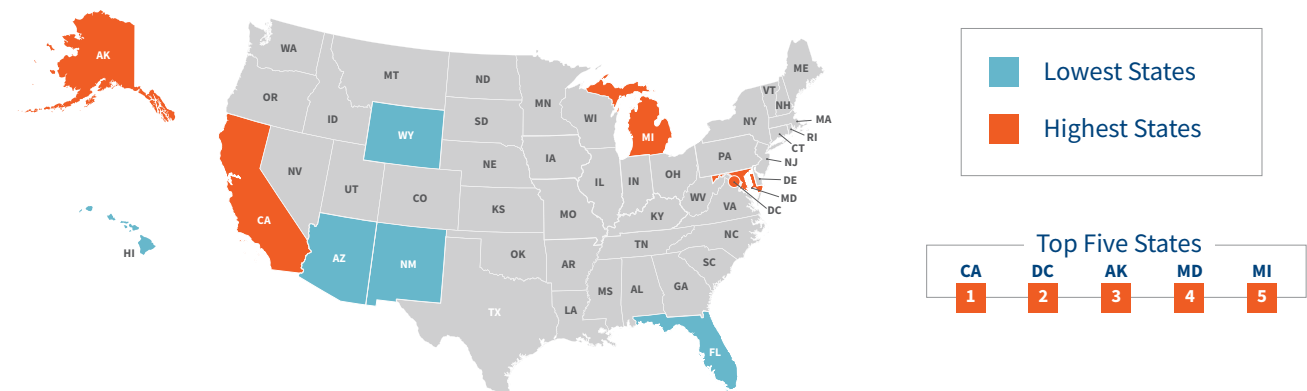 AK
WA
MT
ND
MN
ME
VT
NH
OR
ID
WY
SD
WI
MI
NY
MA
RI
CT
NV
UT
CO
NE
IA
IL
IN
OH
PA
NJ
DE
MD
DC
CA
AZ
NM
KS
MO
KY
WV
VA
OK
AR
TN
NC
SC
TX
LA
MS
AL
GA
FL
HI
Lowest States
Highest States
Top Five States
CA DC AK MD MI
1 2 3 4 5